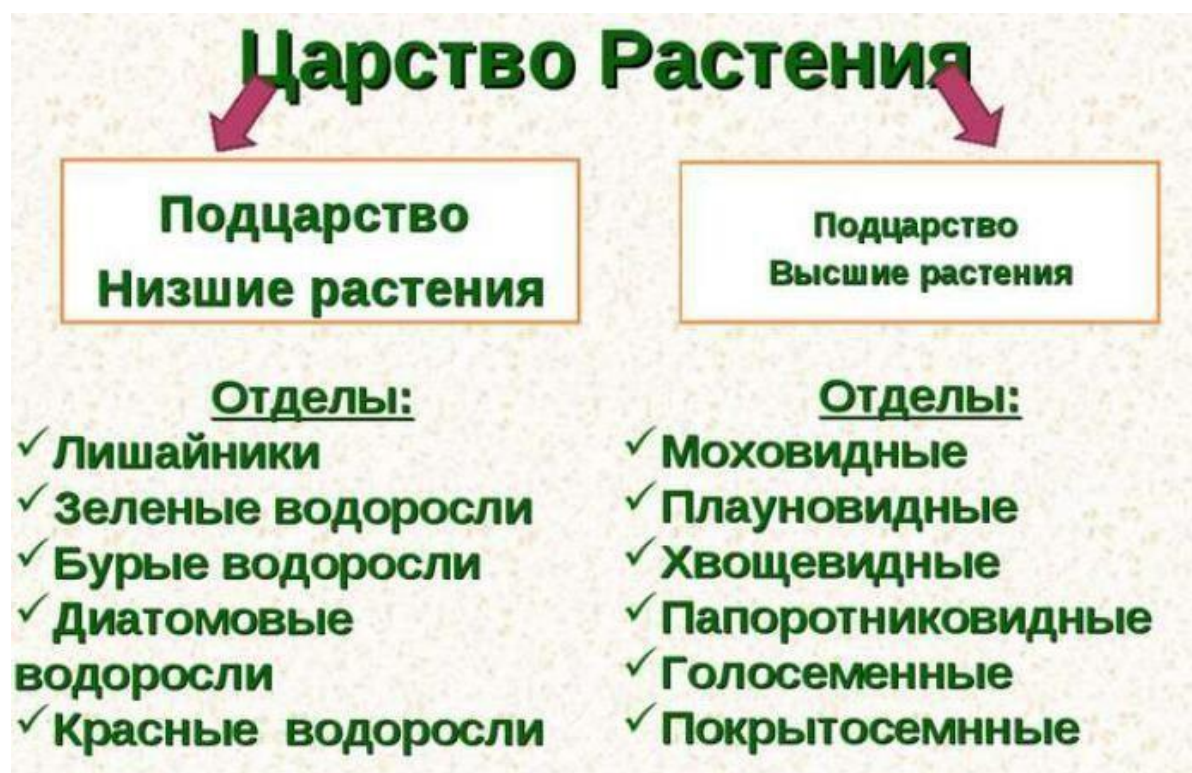 Царство Растения
Подцарство
Низшие растения
Отделы:
✓Лишайники
✓Зеленые водоросли
✓Бурые водоросли
✓Диатомовые
водоросли
✓Красные водоросли
Подцарство
Высшие растения
Отделы:
✓Моховидные
✓Плауновидные
✓Хвощевидные
✓Папоротниковидные
✓Голосеменные
✓Покрытосемнные